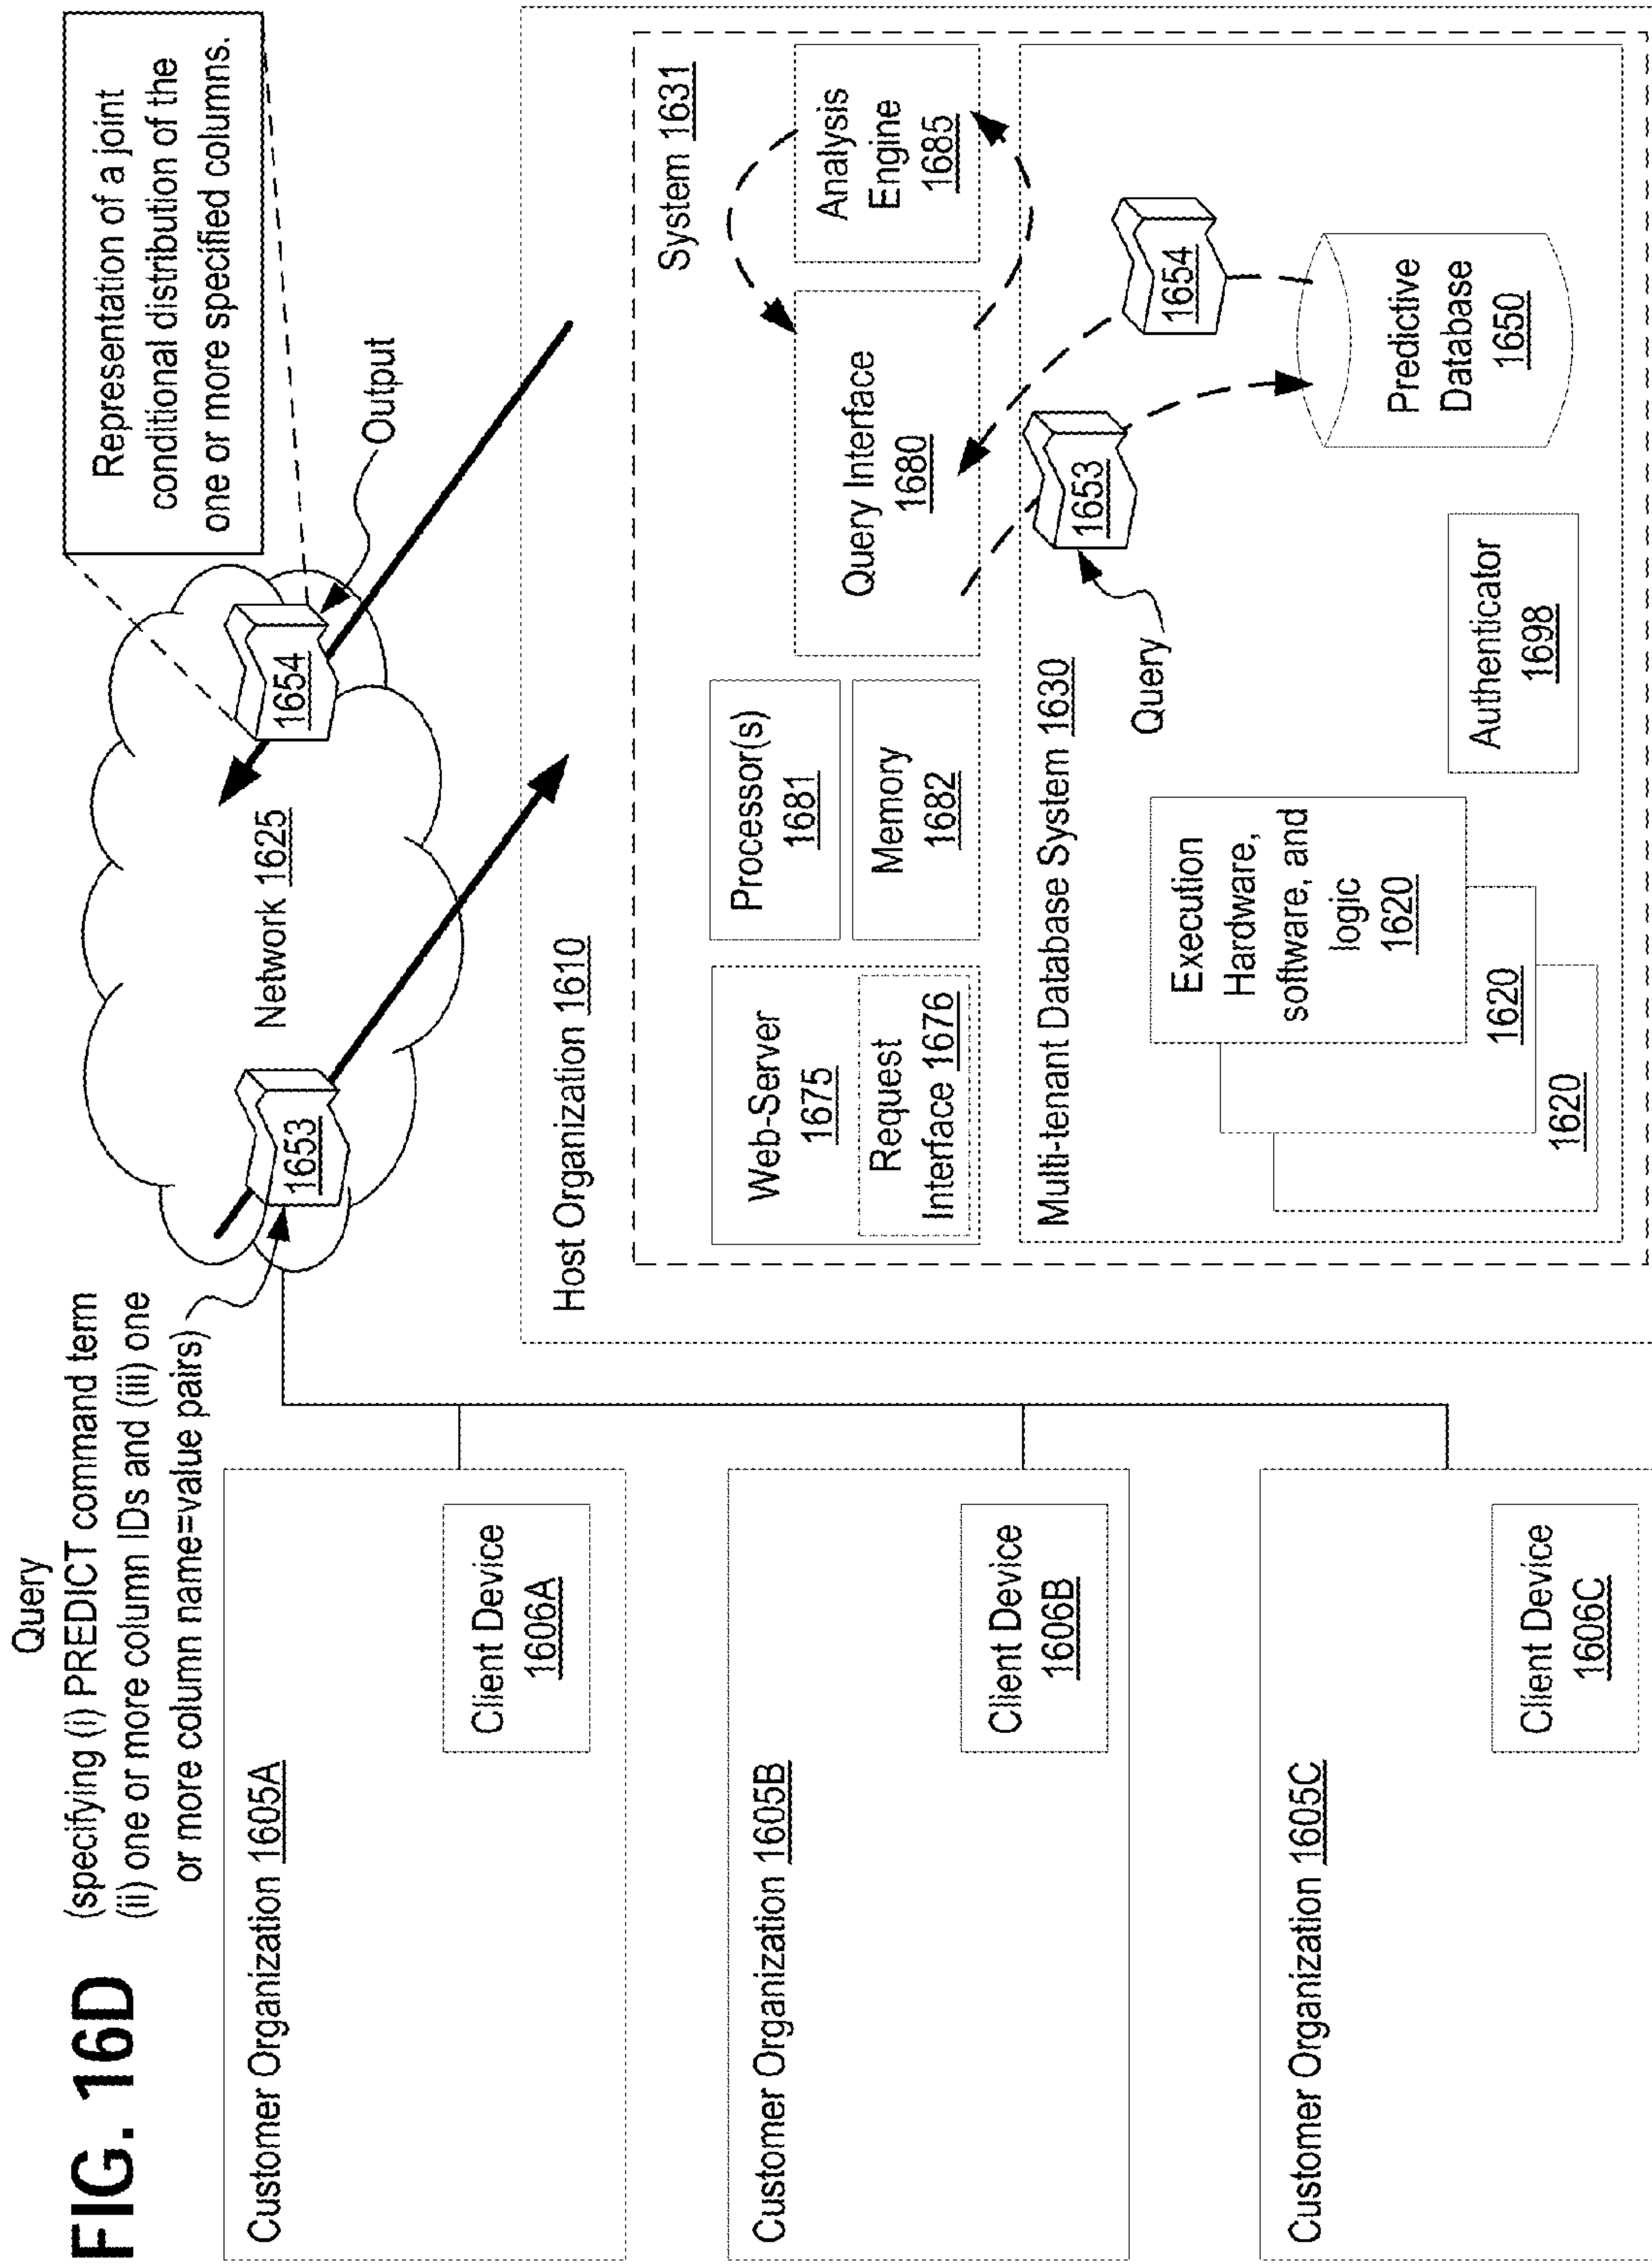 FIG. 16D
Query
(specifying (i) PREDICT command term
(ii) one or more column IDs and (iii) one
or more column name=value pairs)
Representation of a joint
conditional distribution of the
one or more specified columns.
1653
Network 1625
1654
Output
Customer Organization 1605A
Client Device
1606A
Customer Organization 1605B
Client Device
1606B
Customer Organization 1605C
Client Device
1606C
Host Organization 1610
System 1631
Web-Server
1675
Request
Interface 1676
Processor(s)
1681
Memory
1682
Query Interface
1680
Analysis
Engine
1685
Multi-tenant Database System 1630
Query
1653
1654
Execution
Hardware,
software, and
logic
1620
1620
1620
Authenticator
1698
Predictive
Database
1650